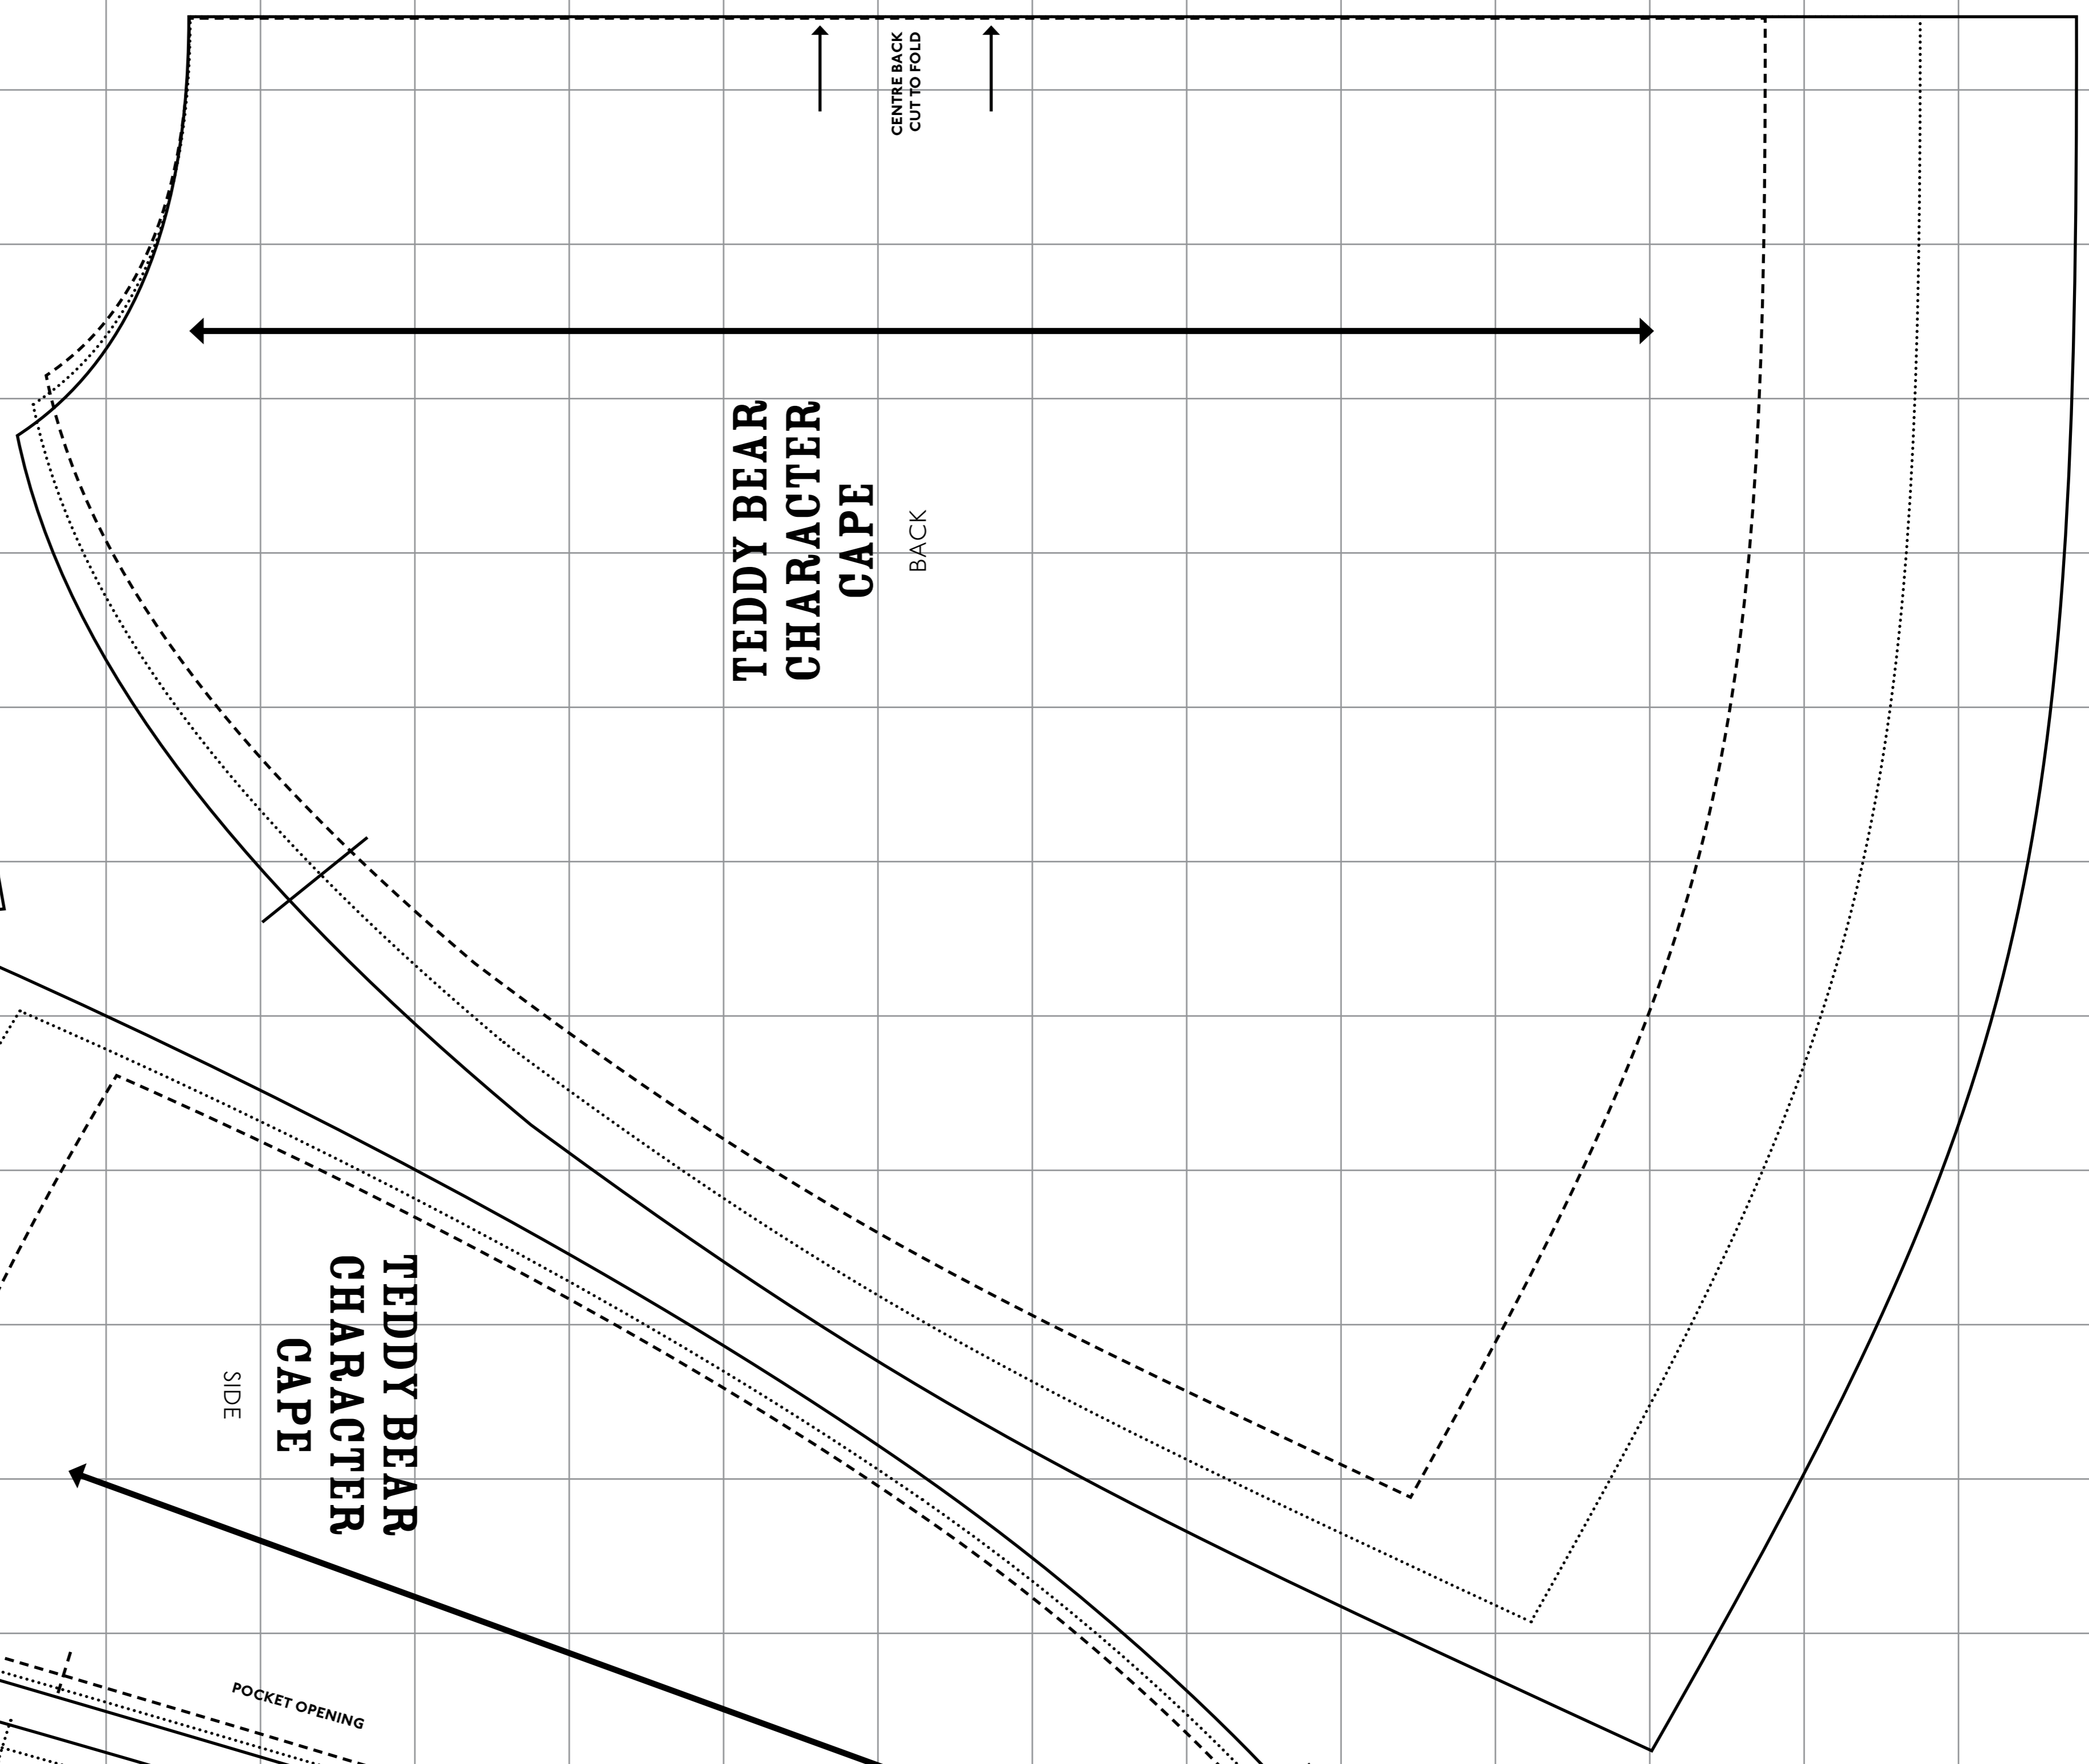 CENTRE BACK
CUT TO FOLD
TEDDY BEAR
CHARACTER
CAPE
BACK
TEDDY BEAR
CHARACTER
CAPE
SIDE
POCKET OPENING